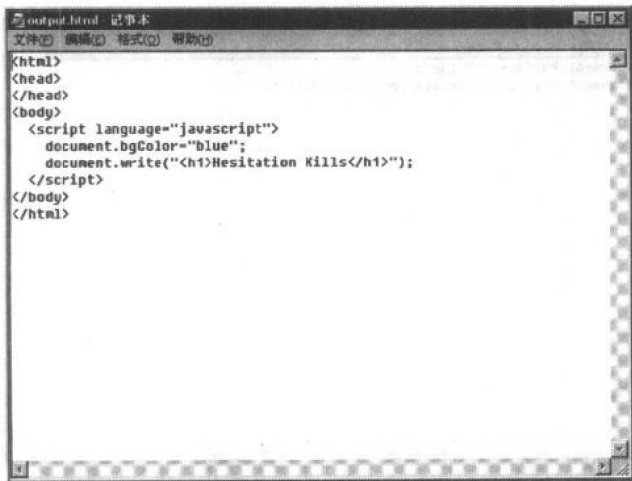 output.html - 记事本
文件(F) 编辑(E) 格式(O) 帮助(H)
<html>
<head>
</head>
<body>
<script language="javascript">
document.bgColor="blue";
document.write("<h1>Hesitation Kills</h1>");
</script>
</body>
</html>